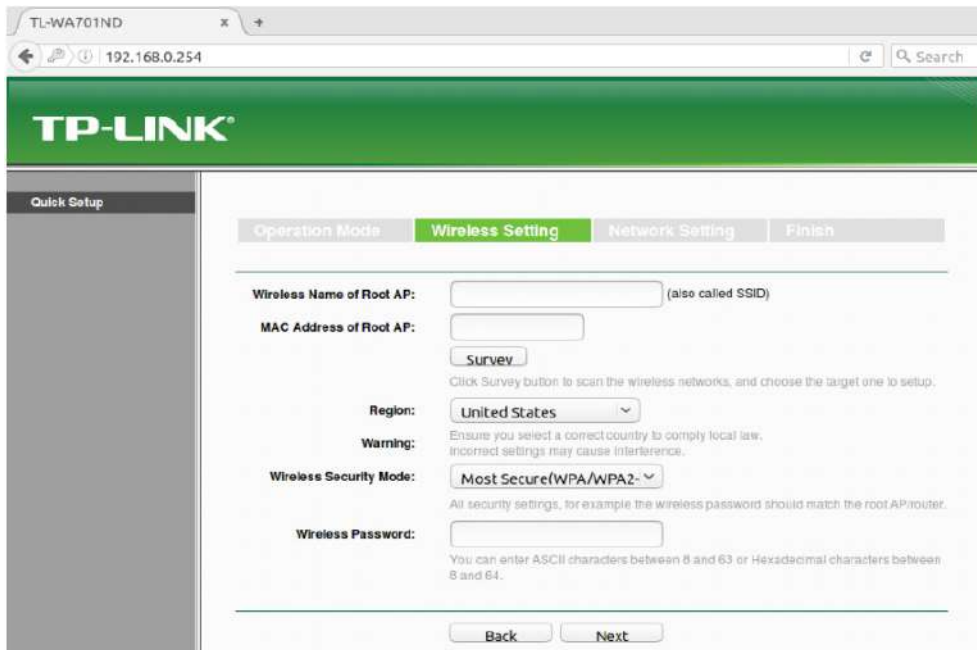 TL-WA701ND
192.168.0.254
Search
TP-LINK®
Quick Setup
Operation Mode Wireless Setting Network Setting Finish
Wireless Name of Root AP: (also called SSID)
MAC Address of Root AP:
Survey
Click Survey button to scan the wireless networks, and choose the target one to setup.
Region: United States
Warning: Ensure you select a correct country to comply local law.
Incorrect settings may cause interference.
Wireless Security Mode: Most Secure(WPA/WPA2-
All security settings, for example the wireless password should match the root AP/router.
Wireless Password:
You can enter ASCII characters between 8 and 63 or Hexadecimal characters between
8 and 64.
Back Next